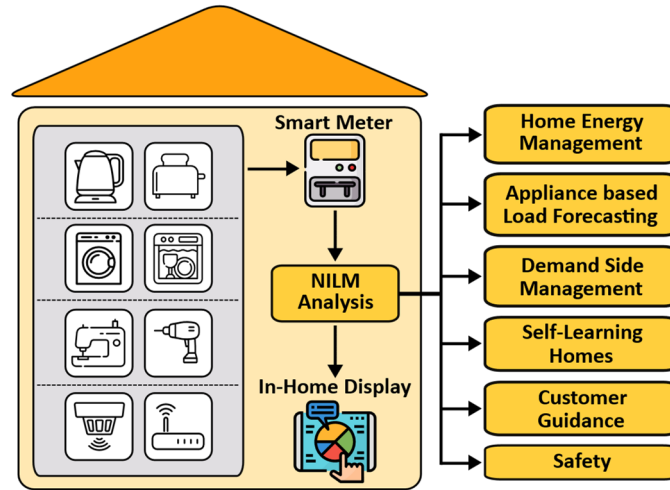 Smart Meter
NILM
Analysis
In-Home Display
Home Energy
Management
Appliance based
Load Forecasting
Demand Side
Management
Self-Learning
Homes
Customer
Guidance
Safety